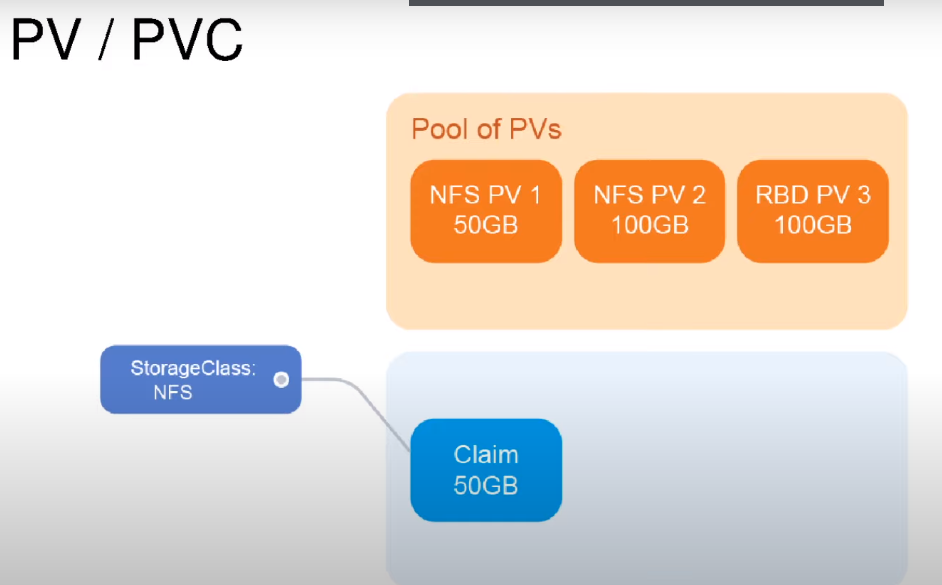 PV / PVC
Pool of PVs
NFS PV 1
50GB
NFS PV 2
100GB
RBD PV 3
100GB
StorageClass:
NFS
Claim
50GB